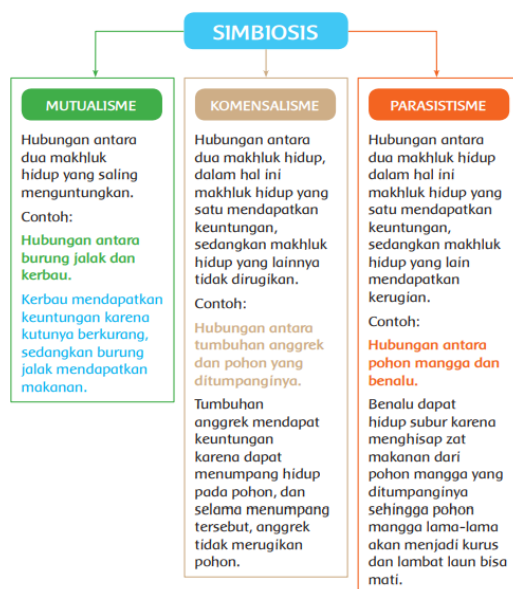 SIMBIOSIS
MUTUALISME
Hubungan antara
dua makhluk
hidup yang saling
menguntungkan.
Contoh:
Hubungan antara
burung jalak dan
kerbau.
Kerbau mendapatkan
keuntungan karena
kutunya berkurang,
sedangkan burung
jalak mendapatkan
makanan.
KOMENSALISME
Hubungan antara
dua makhluk hidup,
dalam hal ini
makhluk hidup yang
satu mendapatkan
keuntungan,
sedangkan makhluk
hidup yang lainnya
tidak dirugikan.
Contoh:
Hubungan antara
tumbuhan anggrek
dan pohon yang
ditumpanginya.
Tumbuhan
anggrek mendapat
keuntungan
karena dapat
menumpang hidup
pada pohon, dan
selama menumpang
tersebut, anggrek
tidak merugikan
pohon.
PARASISTISME
Hubungan antara
dua makhluk hidup
dalam hal ini
makhluk hidup yang
satu mendapatkan
keuntungan,
sedangkan makhluk
hidup yang lain
mendapatkan
kerugian.
Contoh:
Hubungan antara
pohon mangga dan
benalu.
Benalu dapat
hidup subur karena
menghisap zat
makanan dari
pohon mangga yang
ditumpanginya
sehingga pohon
mangga lama-lama
akan menjadi kurus
dan lambat laun bisa
mati.